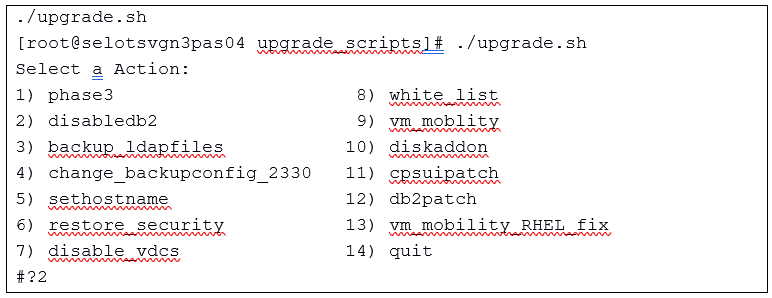 ./upgrade.sh
[root@selotsvgn3pas04 upgrade_scripts]# ./upgrade.sh
Select a Action:
1) phase3 8) white_list
2) disabledb2 9) vm_moblity
3) backup_ldapfiles 10) diskaddon
4) change_backupconfig_2330 11) cpsuipatch
5) sethostname 12) db2patch
6) restore_security 13) vm_mobility_RHEL_fix
7) disable_vdcs 14) quit
#?2